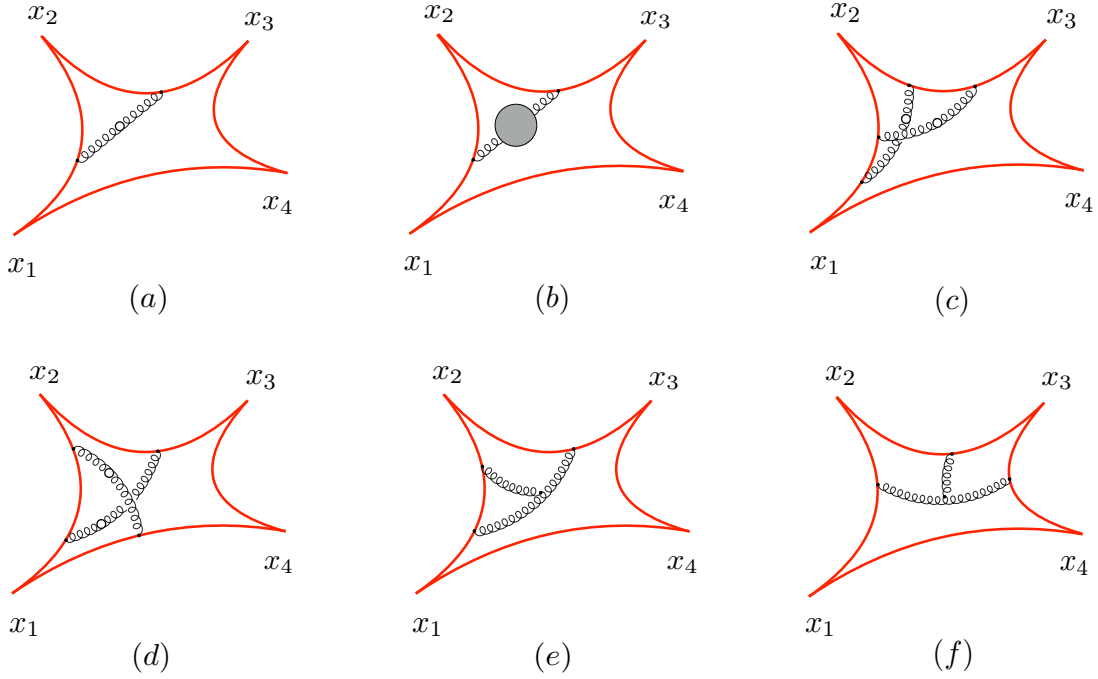 x₂ x₃ x₂ x₃ x₂ x₃
x₄ x₄ x₄
x₁ x₁ x₁
(a) (b) (c)
x₂ x₃ x₂ x₃ x₂ x₃
x₄ x₄ x₄
x₁ x₁ x₁
(d) (e) (f)